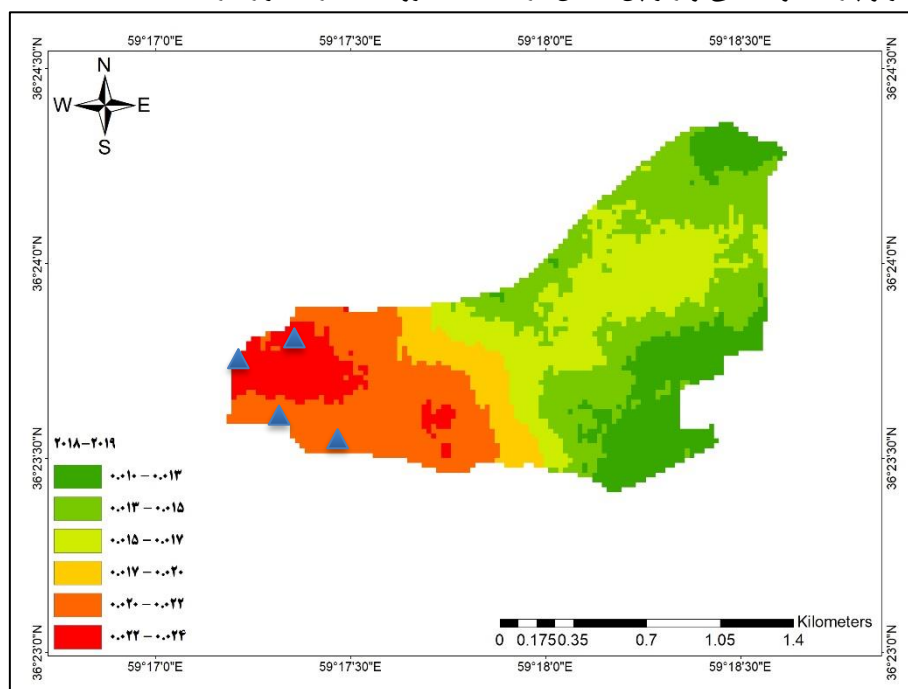 59°17'0"E
59°17'30"E
59°18'0"E
59°18'30"E
36°24'30"N
36°24'30"N
N
W
E
S
36°24'0"N
36°24'0"N
36°23'30"N
36°23'30"N
۲۰۱۸-۲۰۱۹
۰.۰۱۰ – ۰.۰۱۳
۰.۰۱۳ – ۰.۰۱۵
۰.۰۱۵ – ۰.۰۱۷
۰.۰۱۷ – ۰.۰۲۰
۰.۰۲۰ – ۰.۰۲۲
۰.۰۲۲ – ۰.۰۲۴
Kilometers
0 0.175 0.35 0.7 1.05 1.4
36°23'0"N
36°23'0"N
59°17'0"E
59°17'30"E
59°18'0"E
59°18'30"E